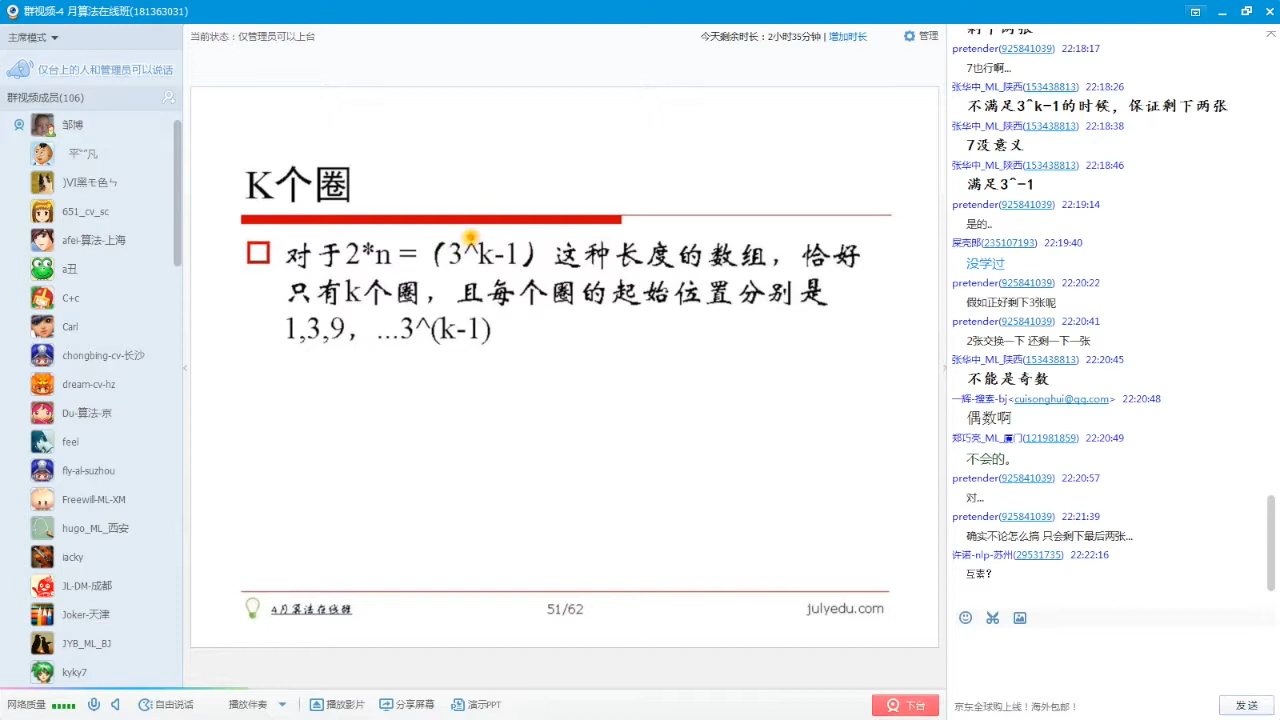 群视频-4 月算法在线班(181363031)
主席模式
当前状态：仅管理员可以上台
今天剩余时长：2小时35分钟 | 增加时长
管理
仅台上的人和管理员可以说话
群视频成员(106)
邹博
平~~凡
651_cv_sc
afei-算法-上海
a丑
C+c
Carl
chongbing-cv-长沙
dream-cv-hz
Du-算法-京
feel
fly-al-suzhou
Freewill-ML-XM
hugo_ML_西安
iacky
JL-DM-成都
Joker-天津
JYB_ML_BJ
kyky7
K个圈
对于2*n =（3^k-1）这种长度的数组，恰好
只有k个圈，且每个圈的起始位置分别是
1,3,9，...3^(k-1)
4月算法在线班
51/62
julyedu.com
剩下两张
pretender(925841039) 22:18:17
7也行啊...
张华中_ML_陕西(153438813) 22:18:26
不满足3^k-1的时候，保证剩下两张
张华中_ML_陕西(153438813) 22:18:38
7没意义
张华中_ML_陕西(153438813) 22:18:46
满足3^-1
pretender(925841039) 22:19:14
是的..
屎壳郎(235107193) 22:19:40
没学过
pretender(925841039) 22:20:22
假如正好剩下3张呢
pretender(925841039) 22:20:41
2张交换一下 还剩一下一张
张华中_ML_陕西(153438813) 22:20:45
不能是奇数
一辉-搜索-bj<cuisonghui@qq.com> 22:20:48
偶数啊
郑巧亮_ML_厦门(121981859) 22:20:49
不会的。
pretender(925841039) 22:20:57
对...
pretender(925841039) 22:21:39
确实不论怎么搞 只会剩下最后两张...
许诺-nlp-苏州(29531735) 22:22:16
互素？
网络质量
自由说话
播放伴奏
播放影片
分享屏幕
演示PPT
下台
京东全球购上线！海外包邮！
发送